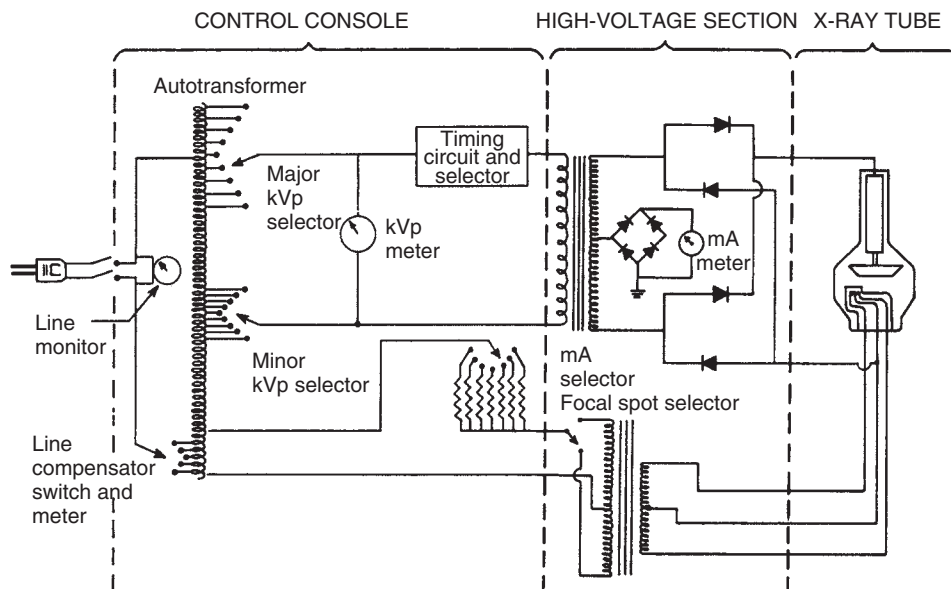 CONTROL CONSOLE
HIGH-VOLTAGE SECTION
X-RAY TUBE
Autotransformer
Timing
circuit and
selector
Major
kVp
selector
kVp
meter
mA
meter
Line
monitor
Minor
kVp selector
mA
selector
Focal spot selector
Line
compensator
switch and
meter